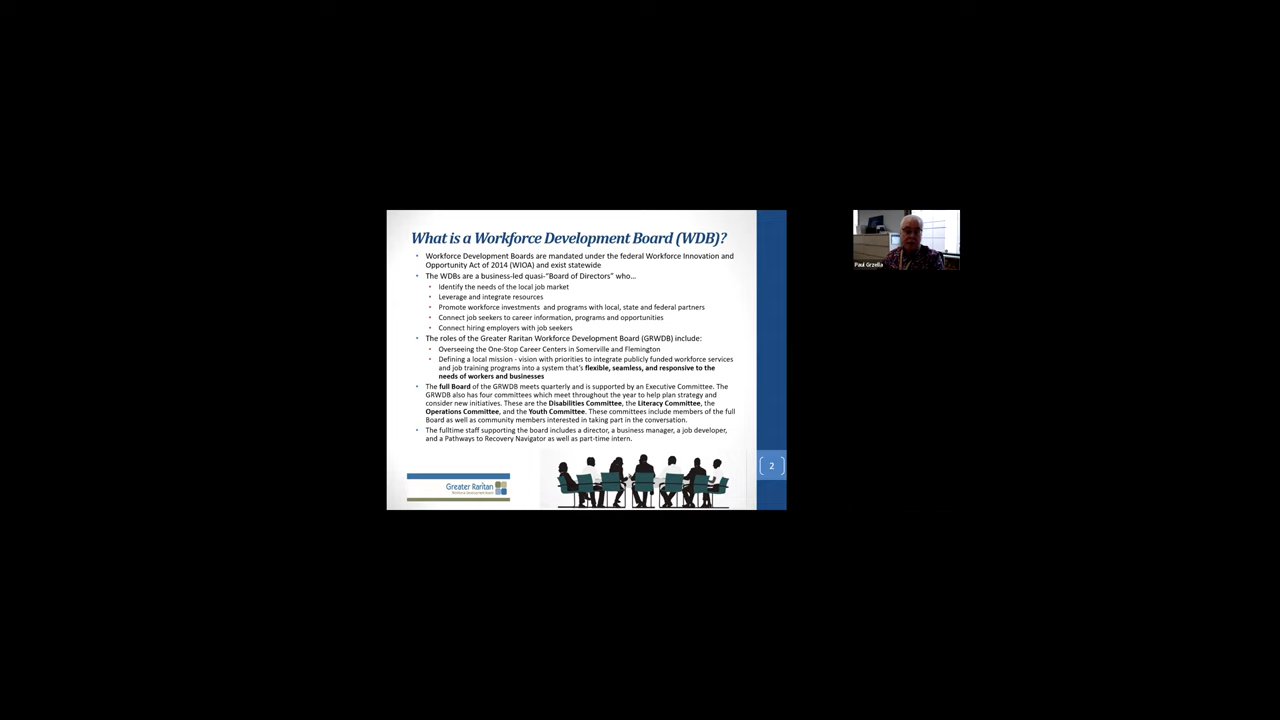 What is a Workforce Development Board (WDB)?
• Workforce Development Boards are mandated under the federal Workforce Innovation and
Opportunity Act of 2014 (WIOA) and exist statewide
• The WDBs are a business-led quasi-"Board of Directors" who…
• Identify the needs of the local job market
• Leverage and integrate resources
• Promote workforce investments and programs with local, state and federal partners
• Connect job seekers to career information, programs and opportunities
• Connect hiring employers with job seekers
• The roles of the Greater Raritan Workforce Development Board (GRWDB) include:
• Overseeing the One-Stop Career Centers in Somerville and Flemington
• Defining a local mission - vision with priorities to integrate publicly funded workforce services
and job training programs into a system that's flexible, seamless, and responsive to the
needs of workers and businesses
• The full Board of the GRWDB meets quarterly and is supported by an Executive Committee. The
GRWDB also has four committees which meet throughout the year to help plan strategy and
consider new initiatives. These are the Disabilities Committee, the Literacy Committee, the
Operations Committee, and the Youth Committee. These committees include members of the full
Board as well as community members interested in taking part in the conversation.
• The fulltime staff supporting the board includes a director, a business manager, a job developer,
and a Pathways to Recovery Navigator as well as part-time intern.
Greater Raritan
Workforce Development Board
2
Paul Grzella